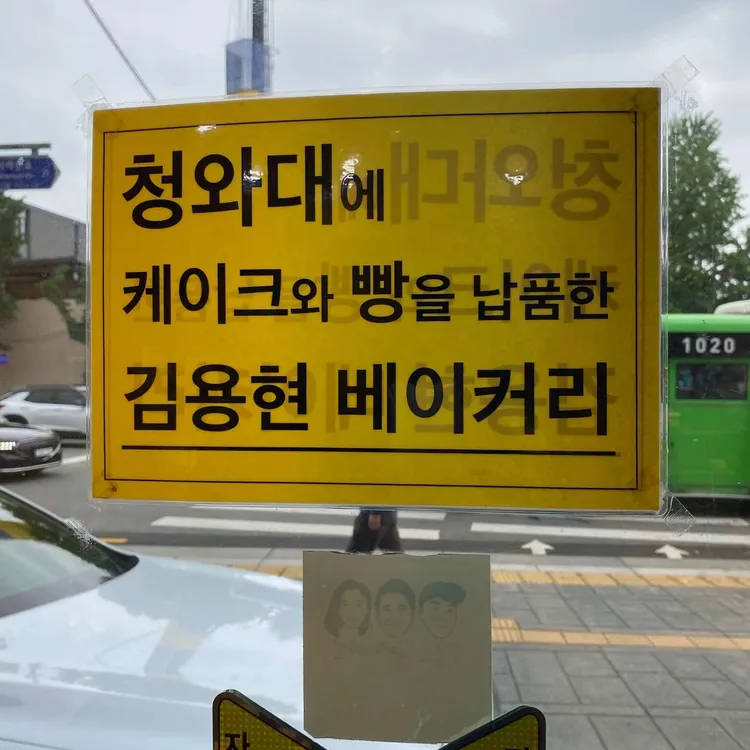 청와대에
케이크와 빵을 납품한
김용현 베이커리
1020
자